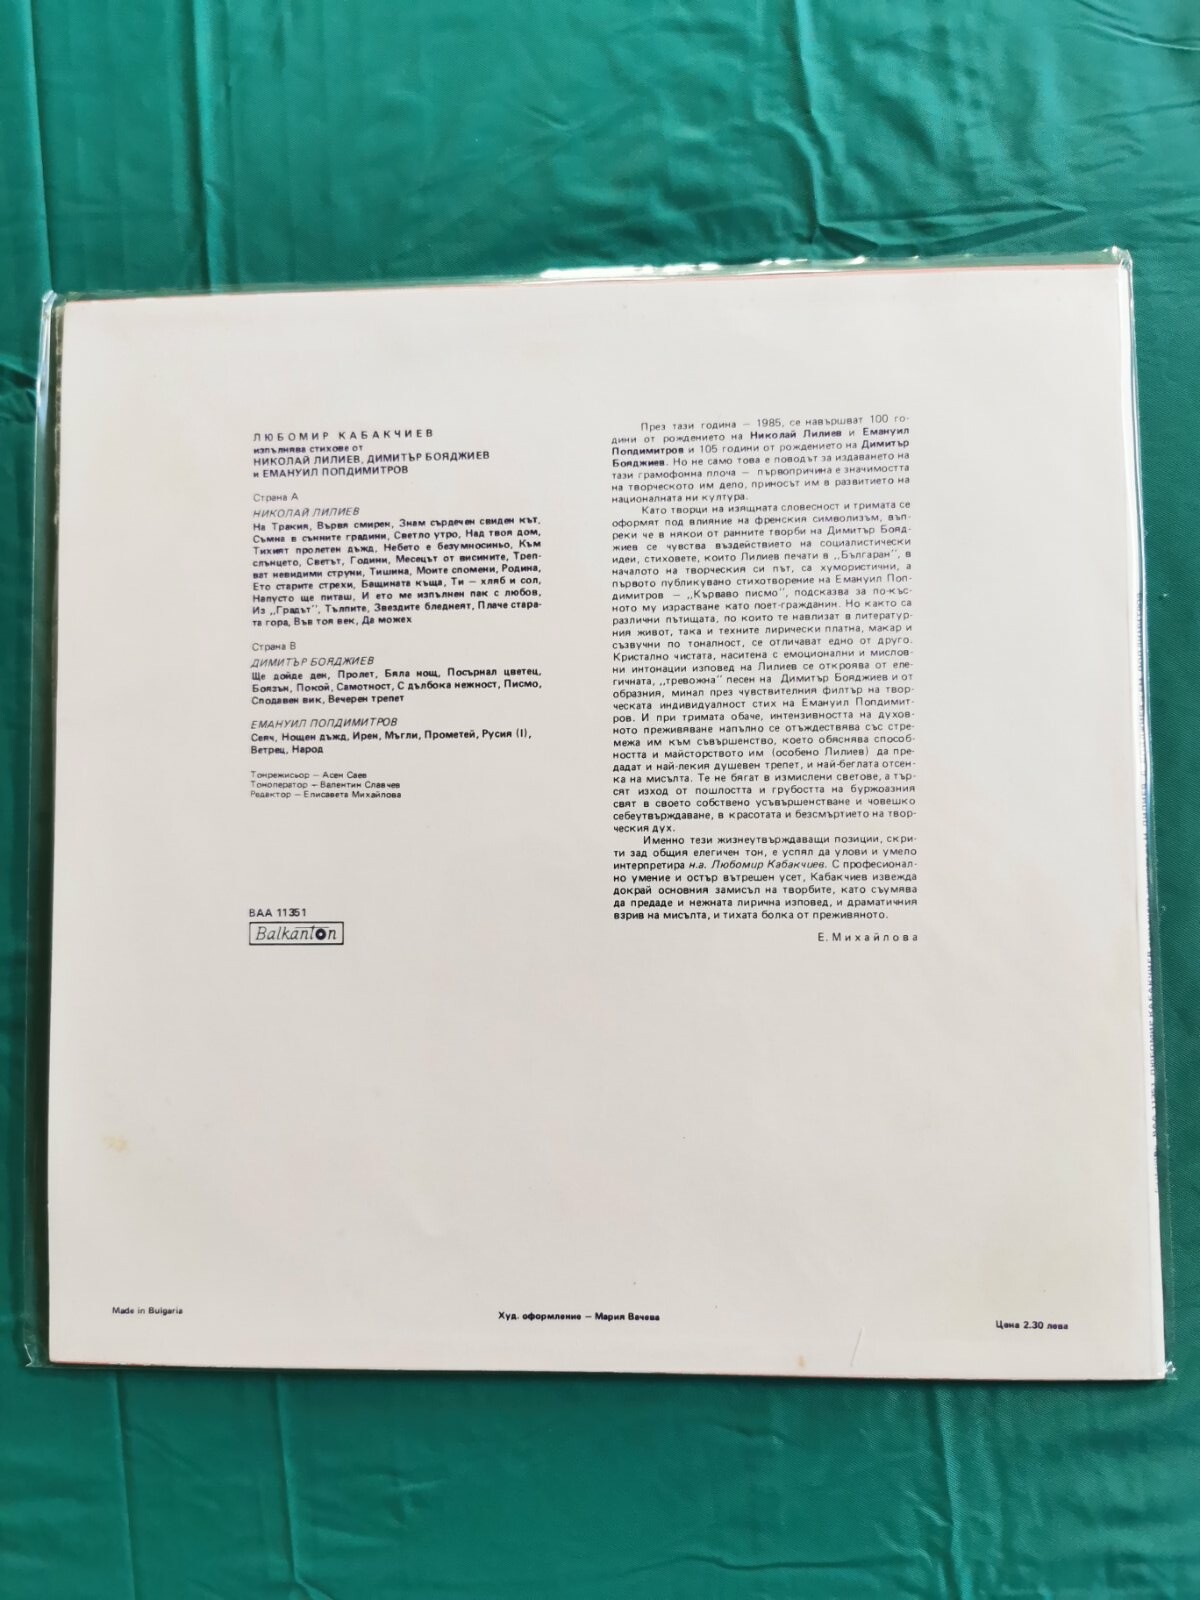 ЛЮБОМИР КАБАКЧИЕВ
изпълнява стихове от
НИКОЛАЙ ЛИЛИЕВ, ДИМИТЪР БОЯДЖИЕВ
и ЕМАНУИЛ ПОПДИМИТРОВ
Страна А
НИКОЛАЙ ЛИЛИЕВ
На Тракия, Върви смирен, Знам сърдечен свиден кът,
Съмна в сънните градини, Светло утро, Над твоя дом,
Тихият пролетен дъжд, Небето е безумносиньо, Към
слънцето, Светът, Години, Месецът от висините, Треп-
ват невидими струни, Тишина, Моите спомени, Родина,
Ето старите стрехи, Бащината къща, Ти — хляб и сол,
Напусто ще питаш, И ето ме изпълнен пак с любов,
Из „Градът", Тълпите, Звездите бледнеят, Плаче стара-
та гора, Във тоя век, Да можех
Страна В
ДИМИТЪР БОЯДЖИЕВ
Ще дойде ден, Пролет, Бяла нощ, Посърнал цветец,
Боязън, Покой, Самотност, С дълбока нежност, Писмо,
Сподавен вик, Вечерен трепет
ЕМАНУИЛ ПОПДИМИТРОВ
Сеяч, Нощен дъжд, Ирен, Мъгли, Прометей, Русия (I),
Ветрец, Народ
Тонрежисьор — Асен Саев
Тоноператор — Валентин Славчев
Редактор — Елисавета Михайлова
ВАА 11351
Balkanton
През тази година — 1985, се навършват 100 го-
дини от рождението на Николай Лилиев и Емануил
Попдимитров и 105 години от рождението на Димитър
Бояджиев. Но не само това е поводът за издаването на
тази грамофонна плоча — първопричина е значимостта
на творческото им дело, приносът им в развитието на
националната ни култура.
Като творци на изящната словесност и тримата се
оформят под влияние на френския символизъм, въп-
реки че в някои от ранните творби на Димитър Бояд-
жиев се чувства въздействието на социалистически
идеи, стиховете, които Лилиев печати в „Българан", в
началото на творческия си път, са хумористични, а
първото публикувано стихотворение на Емануил Поп-
димитров — „Кърваво писмо", подсказва за по-къс-
ното му израстване като поет-гражданин. Но както са
различни пътищата, по които те навлизат в литератур-
ния живот, така и техните лирически платна, макар и
съзвучни по тоналност, се отличават едно от друго.
Кристално чистата, наситена с емоционални и мислов-
ни интонации изповед на Лилиев се откроява от еле-
гичната, „тревожна" песен на Димитър Бояджиев и от
образния, минал през чувствителния филтър на твор-
ческата индивидуалност стих на Емануил Попдимит-
ров. И при тримата обаче, интензивността на духов-
ното преживяване напълно се отъждествява със стре-
межа им към съвършенство, което обяснява способ-
ността и майсторството им (особено Лилиев) да пре-
дадат и най-лекия душевен трепет, и най-беглата отсен-
ка на мисълта. Те не бягат в измислени светове, а тър-
сят изход от пошлостта и грубостта на буржоазния
свят в своето собствено усъвършенстване и човешко
себеутвърждаване, в красотата и безсмъртието на твор-
ческия дух.
Именно тези жизнеутвърждаващи позиции, скри-
ти зад общия елегичен тон, е успял да улови и умело
интерпретира н.а. Любомир Кабакчиев. С професионал-
но умение и остър вътрешен усет, Кабакчиев извежда
докрай основния замисъл на творбите, като съумява
да предаде и нежната лирична изповед, и драматичния
взрив на мисълта, и тихата болка от преживяното.
Е. Михайлова
Made in Bulgaria
Худ. оформление — Мария Вачева
Цена 2.30 лева